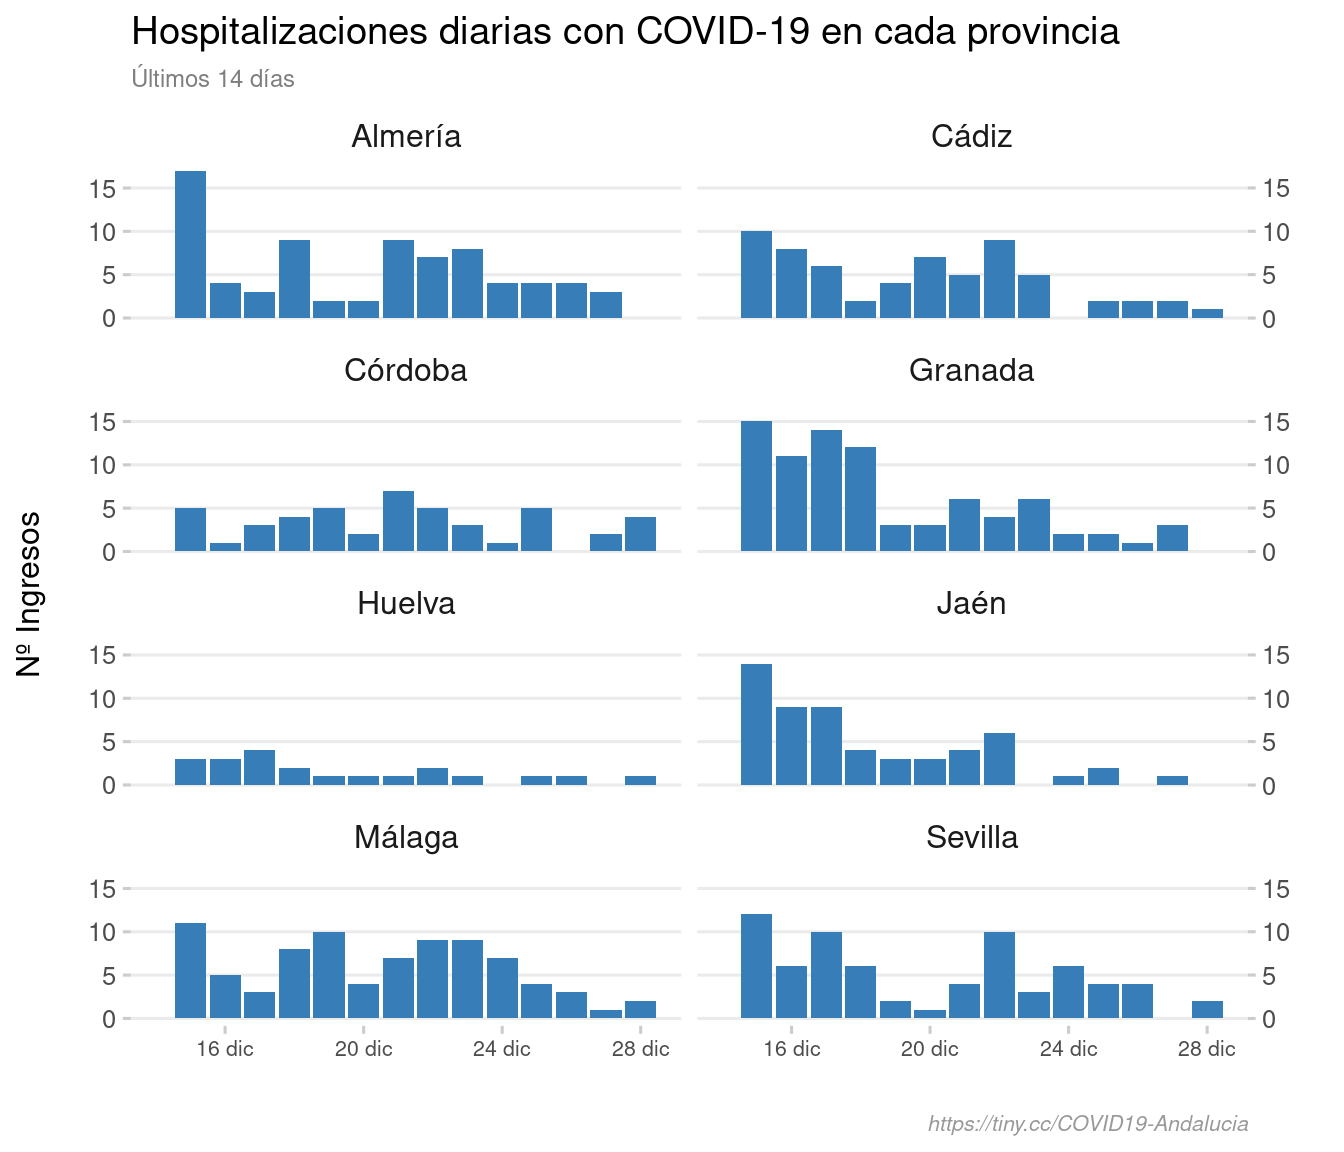 Hospitalizaciones diarias con COVID-19 en cada provincia
Últimos 14 días
Nº Ingresos
Almería Cádiz
15 15
10 10
5 5
0 0
Córdoba Granada
15 15
10 10
5 5
0 0
Huelva Jaén
15 15
10 10
5 5
0 0
Málaga Sevilla
15 15
10 10
5 5
0 0
16 dic 20 dic 24 dic 28 dic 16 dic 20 dic 24 dic 28 dic
https://tiny.cc/COVID19-Andalucia